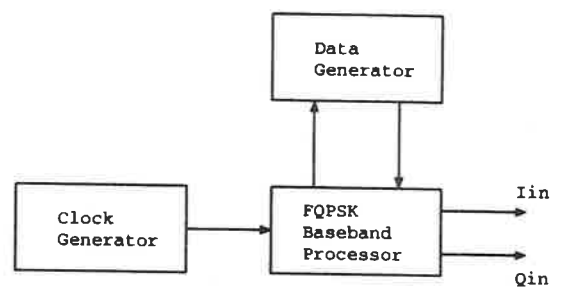 Data
Generator
Clock
Generator
FQPSK
Baseband
Processor
Iin
Qin